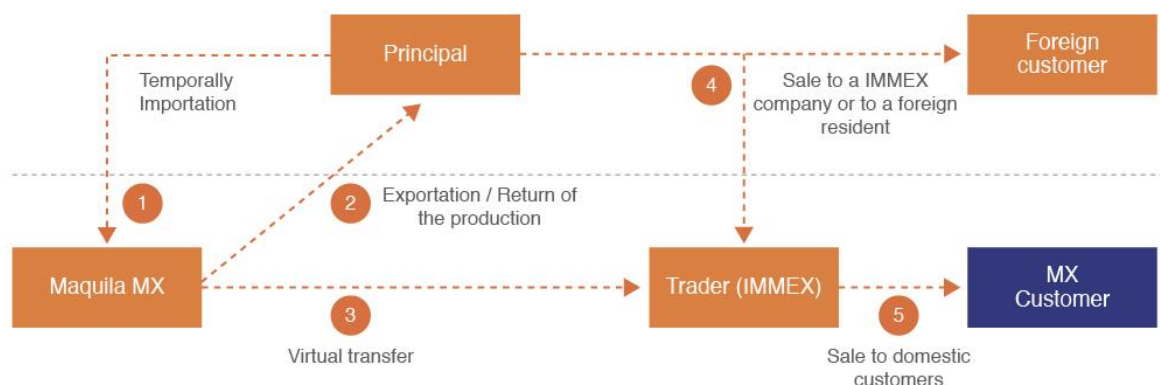 Principal
Foreign
customer
Temporally
Importation
4
Sale to a IMMEX
company or to a foreign
resident
1
2
Exportation / Return of
the production
Maquila MX
Trader (IMMEX)
MX
Customer
3
5
Virtual transfer
Sale to domestic
customers